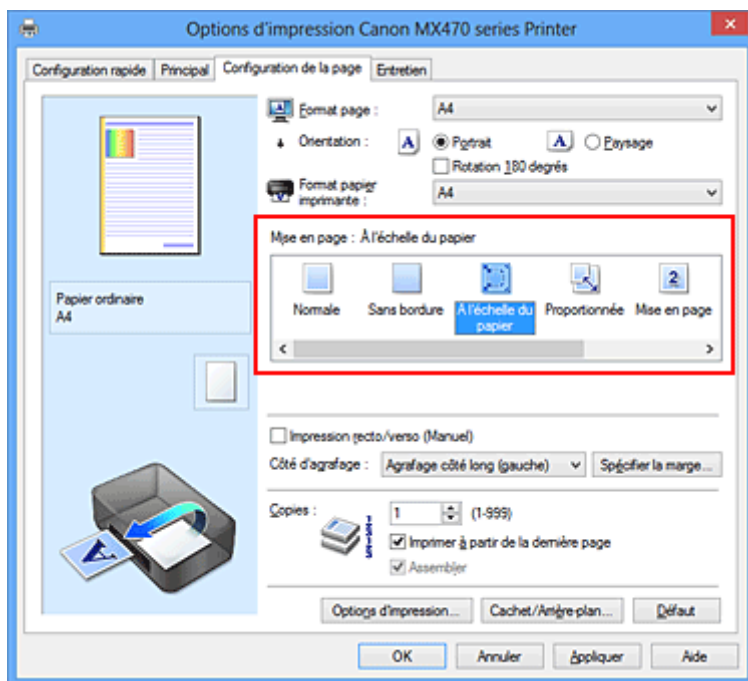 Options d'impression Canon MX470 series Printer
Configuration rapide Principal Configuration de la page Entretien
Format page : A4
Orientation : A Portrait A Paysage
Rotation 180 degrés
Format papier
imprimante : A4
Mise en page : À l'échelle du papier
2
Normale Sans bordure À l'échelle du Proportionnée Mise en page
papier
Papier ordinaire
A4
Impression recto/verso (Manuel)
Côté d'agrafage : Agrafage côté long (gauche) Spécifier la marge...
Copies : 1 (1-999)
Imprimer à partir de la dernière page
Assembler
A
Options d'impression... Cachet/Arrière-plan... Défaut
OK Annuler Appliquer Aide